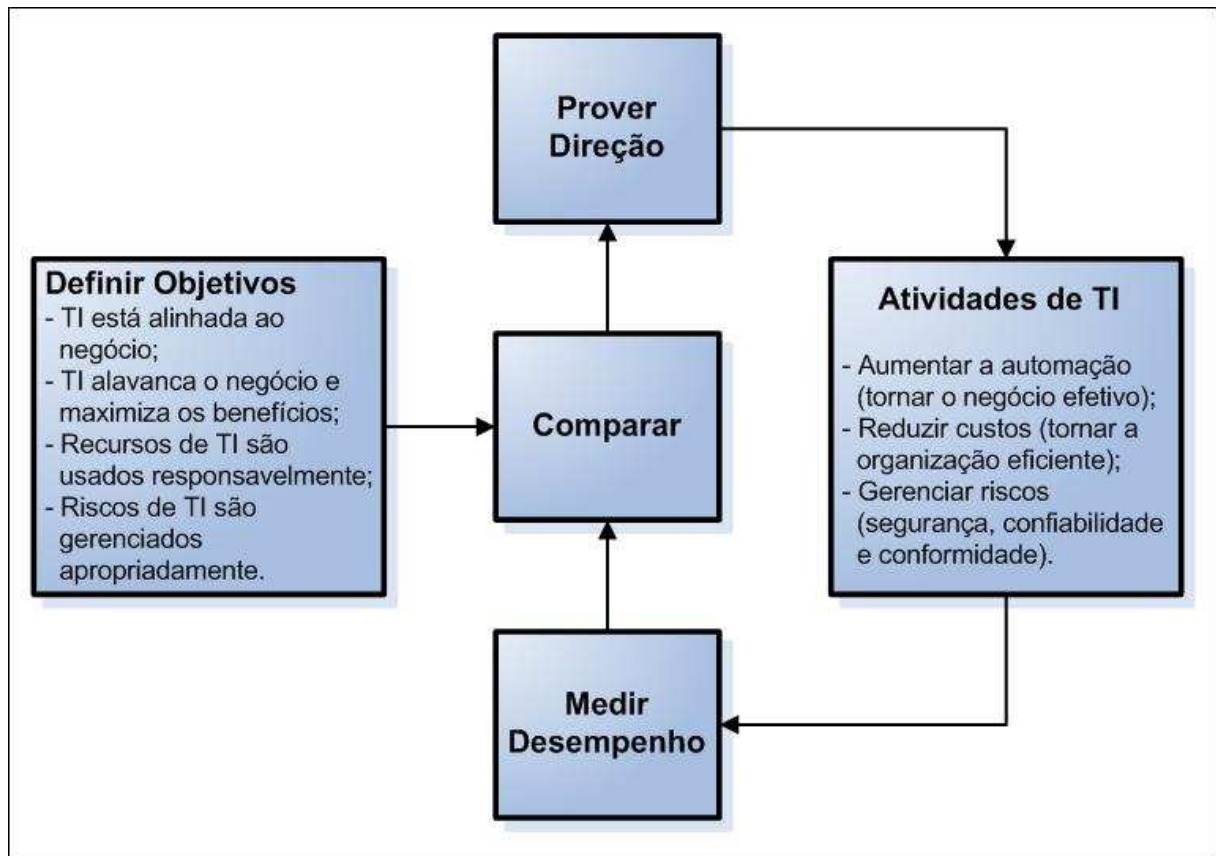 Prover
Direção
Definir Objetivos
- TI está alinhada ao
negócio;
- TI alavanca o negócio e
maximiza os benefícios;
- Recursos de TI são
usados responsavelmente;
- Riscos de TI são
gerenciados
apropriadamente.
Comparar
Atividades de TI
- Aumentar a automação
(tornar o negócio efetivo);
- Reduzir custos (tornar a
organização eficiente);
- Gerenciar riscos
(segurança, confiabilidade
e conformidade).
Medir
Desempenho